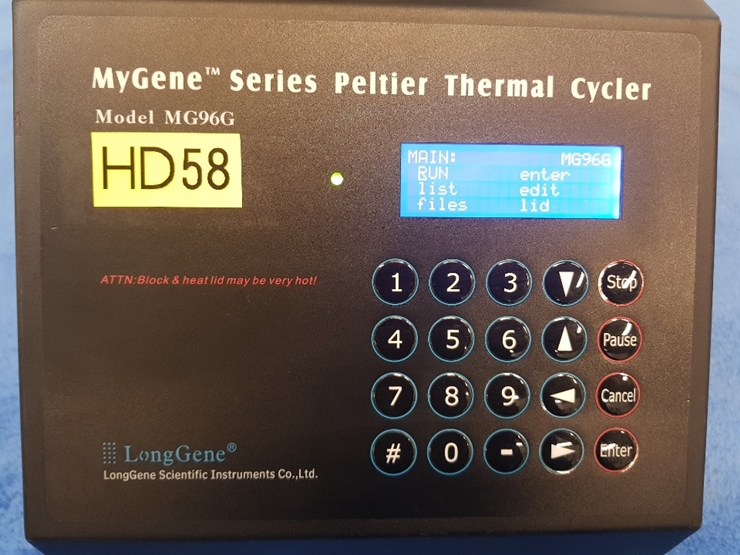 MyGene™ Series Peltier Thermal Cycler
Model MG96G
HD58
MAIN: MG96G
RUN enter
list edit
files lid
ATTN:Block & heat lid may be very hot!
1 2 3 Stop
4 5 6 Pause
7 8 9 Cancel
# 0 - Enter
LongGene®
LongGene Scientific Instruments Co.,Ltd.